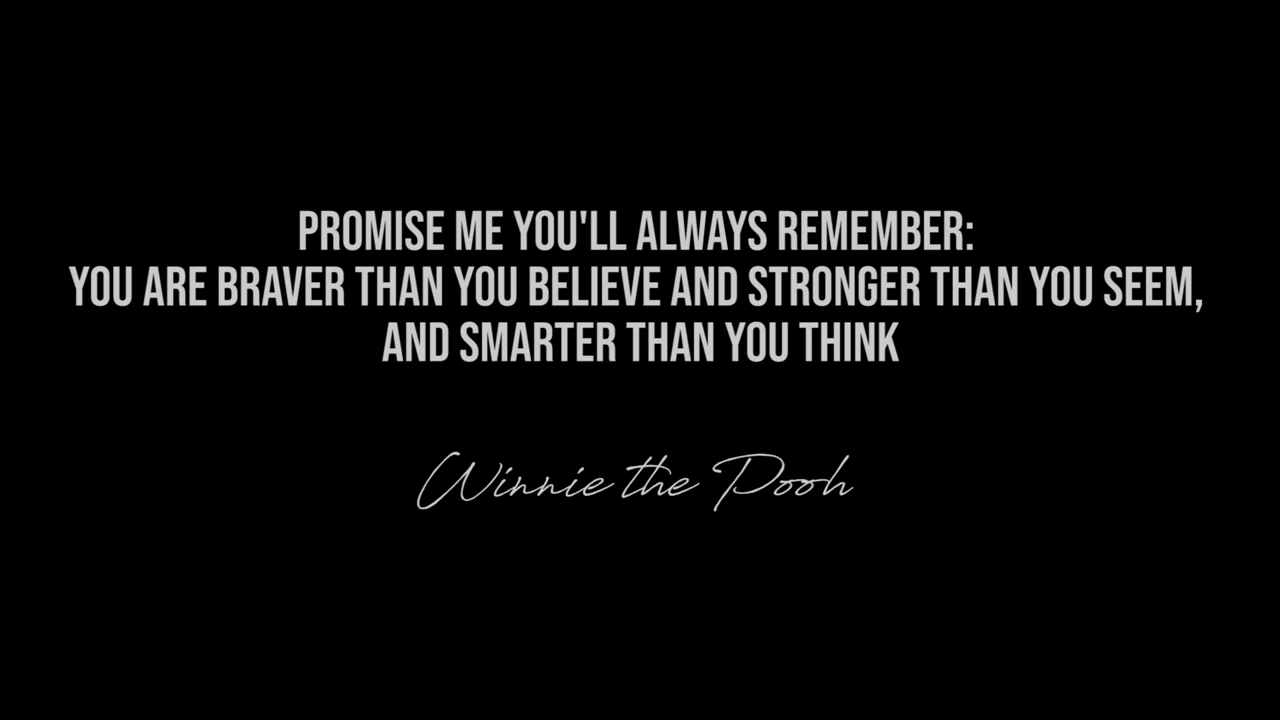 PROMISE ME YOU'LL ALWAYS REMEMBER:
YOU ARE BRAVER THAN YOU BELIEVE AND STRONGER THAN YOU SEEM,
AND SMARTER THAN YOU THINK
Winnie the Pooh